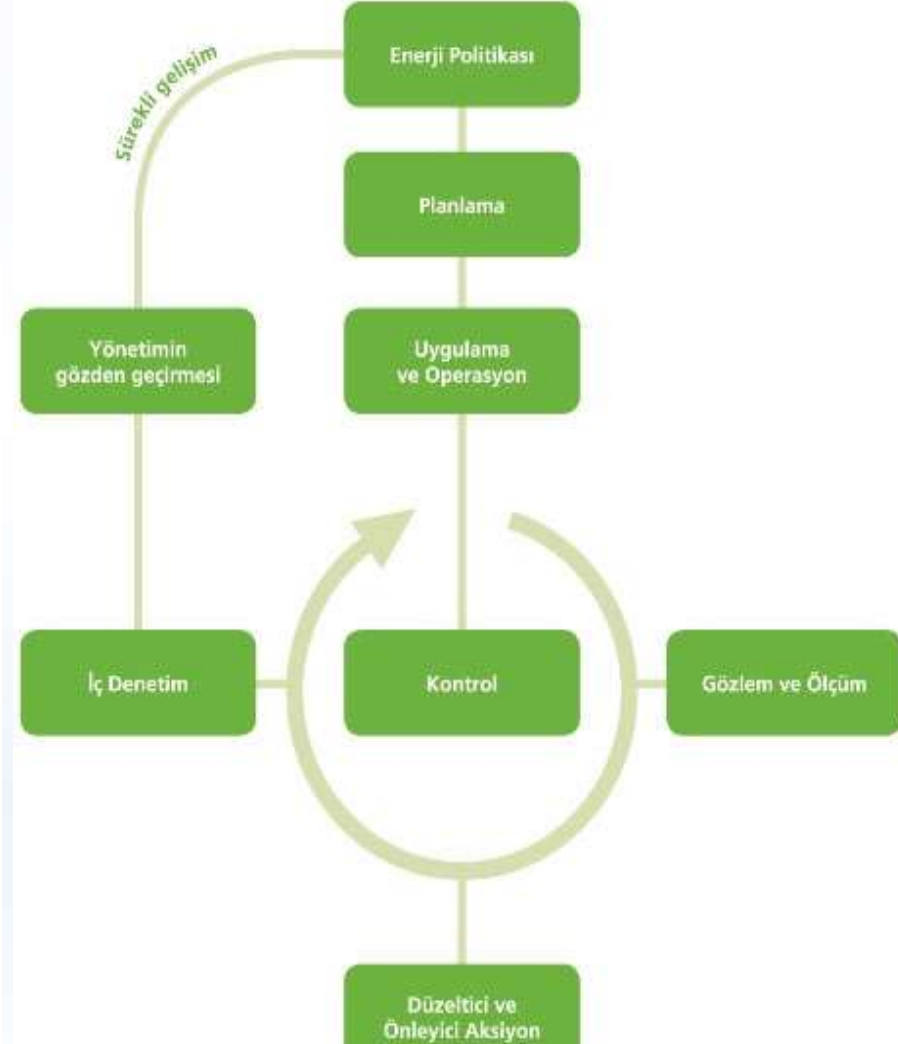 Sürekli gelişim
Enerji Politikası
Planlama
Yönetimin
gözden geçirmesi
Uygulama
ve Operasyon
İç Denetim
Kontrol
Gözlem ve Ölçüm
Düzeltici ve
Önleyici Aksiyon